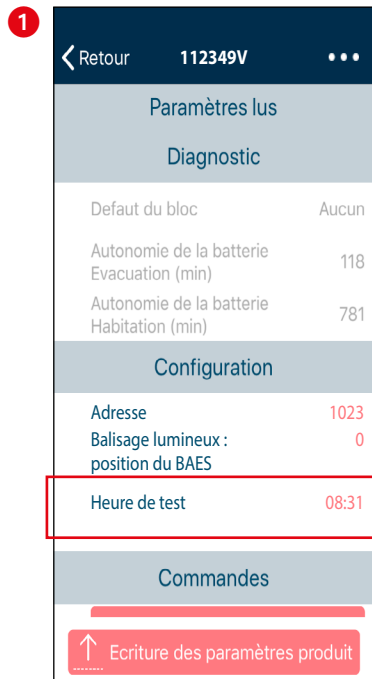 1
Retour 112349V •••
Paramètres lus
Diagnostic
Defaut du bloc Aucun
Autonomie de la batterie
Evacuation (min) 118
Autonomie de la batterie
Habitation (min) 781
Configuration
Adresse 1023
Balisage lumineux : 0
position du BAES
Heure de test 08:31
Commandes
Ecriture des paramètres produit